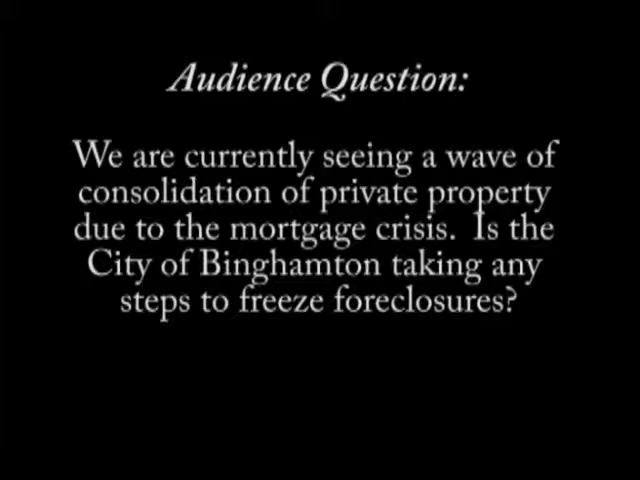 Audience Question:
We are currently seeing a wave of
consolidation of private property
due to the mortgage crisis.  Is the
City of Binghamton taking any
steps to freeze foreclosures?